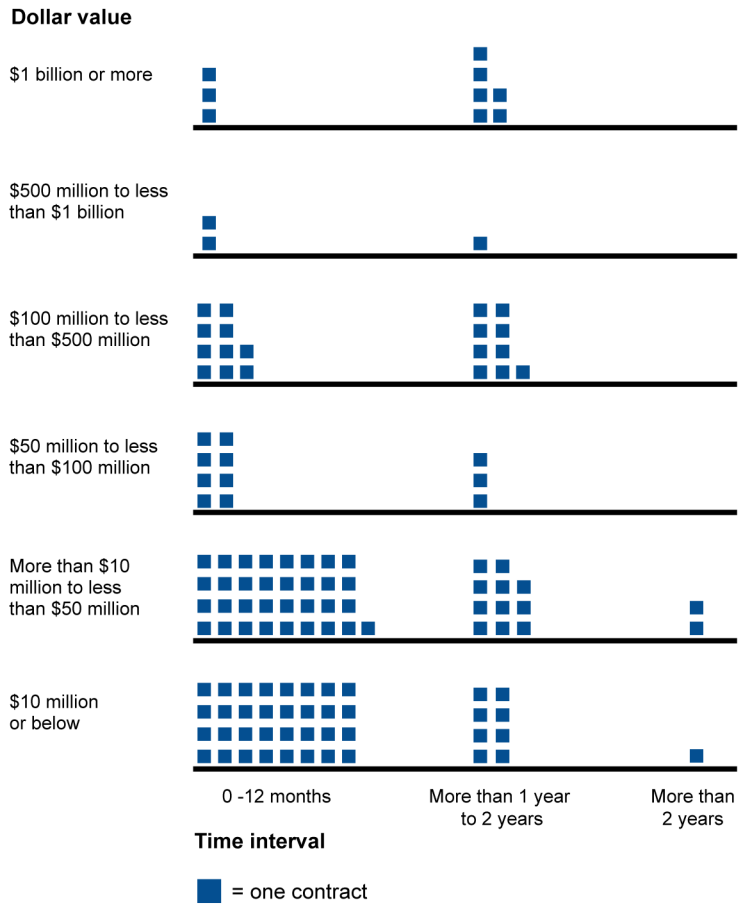 Dollar value
$1 billion or more
$500 million to less
than $1 billion
$100 million to less
than $500 million
$50 million to less
than $100 million
More than $10
million to less
than $50 million
$10 million
or below
0 -12 months
More than 1 year
to 2 years
More than
2 years
Time interval
= one contract